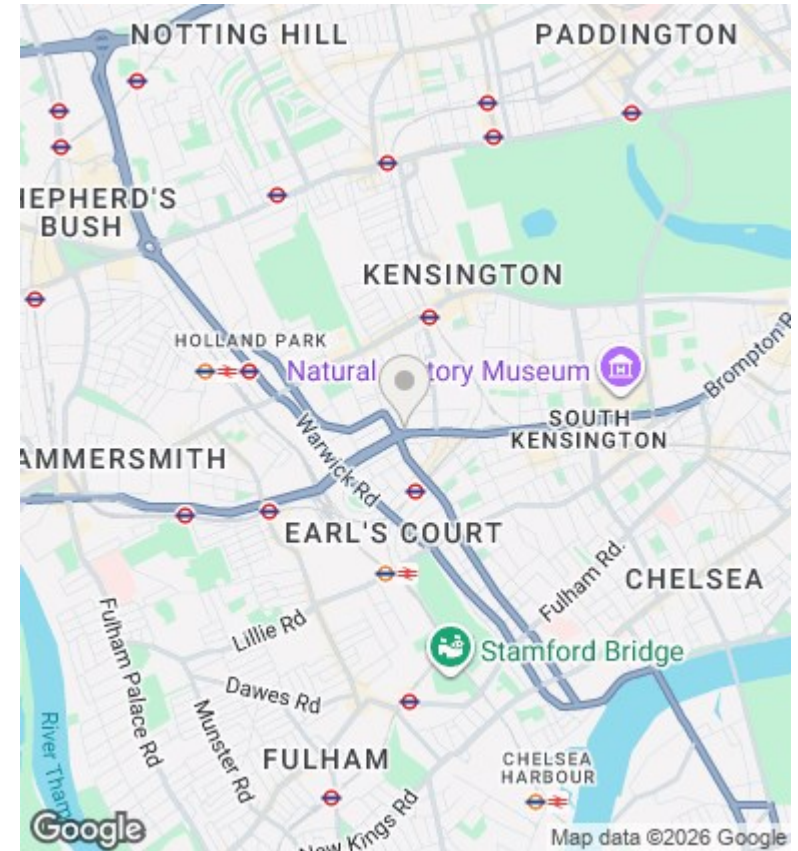 NOTTING HILL
PADDINGTON
HEPHERD'S
BUSH
KENSINGTON
HOLLAND PARK
Natural
tory Museum
Brompton R
SOUTH
KENSINGTON
AMMERSMITH
Warwick Rd
EARL'S COURT
CHELSEA
Fulham Rd.
Lillie Rd
Fulham Palace Rd
Stamford Bridge
Dawes Rd
Munster Rd
River Tham
FULHAM
CHELSEA
HARBOUR
New Kings Rd
Google
Map data ©2026 Google